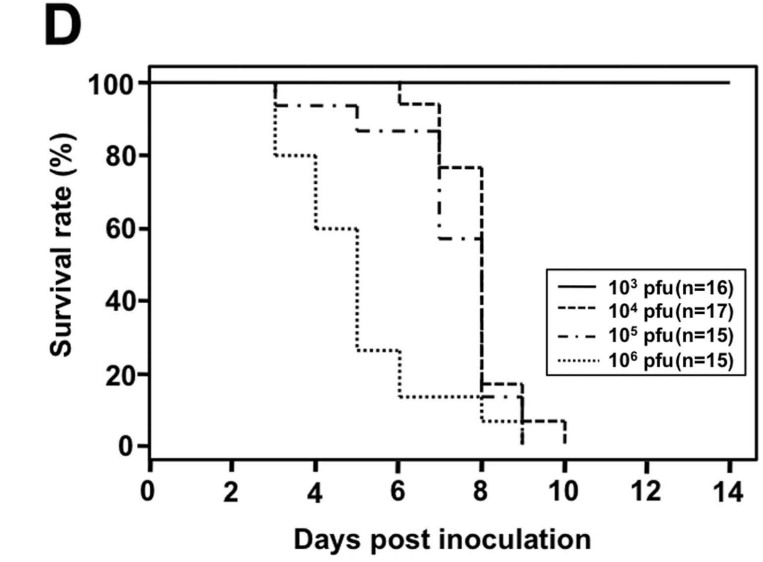 D
Survival rate (%)
100
80
60
40
20
0
10³ pfu(n=16)
10⁴ pfu(n=17)
10⁵ pfu(n=15)
10⁶ pfu(n=15)
0 2 4 6 8 10 12 14
Days post inoculation